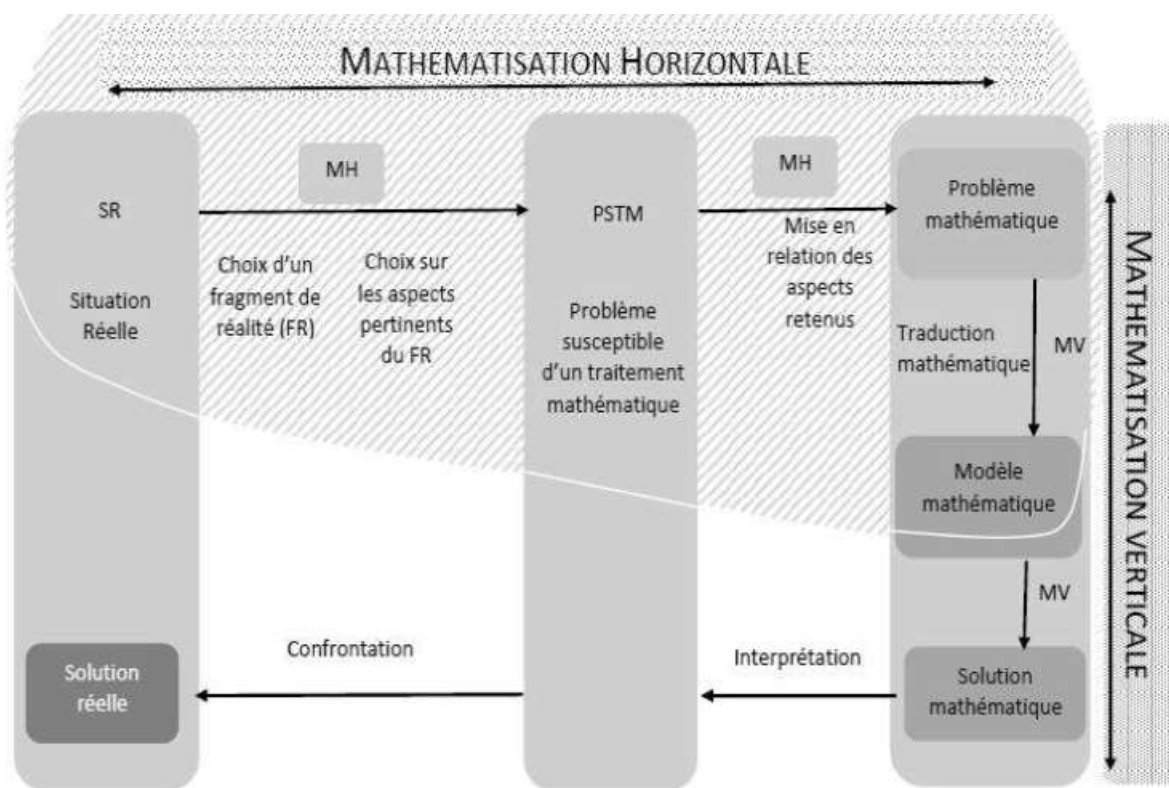 MATHEMATISATION HORIZONTALE
MH
MH
SR
PSTM
Problème
mathématique
Situation
Réelle
Choix d'un
fragment de
réalité (FR)
Choix sur
les aspects
pertinents
du FR
Problème
susceptible
d'un traitement
mathématique
Mise en
relation des
aspects
retenus
Traduction
mathématique
MV
Modèle
mathématique
MV
Solution
réelle
Confrontation
Interprétation
Solution
mathématique
MATHEMATISATION VERTICALE